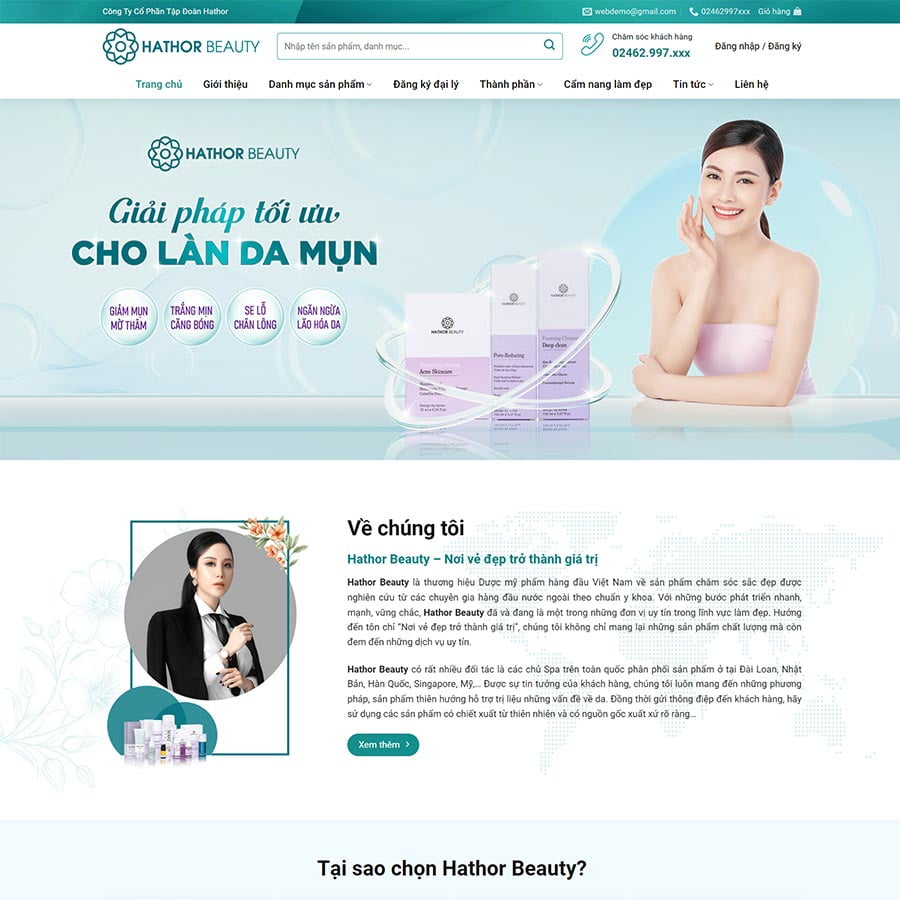 Công Ty Cổ Phần Tập Đoàn Hathor
webdemo@gmail.com
02462997xxx
Giỏ hàng
HATHOR BEAUTY
Nhập tên sản phẩm, danh mục...
Chăm sóc khách hàng
02462.997.xxx
Đăng nhập / Đăng ký
Trang chủ
Giới thiệu
Danh mục sản phẩm
Đăng ký đại lý
Thành phần
Cẩm nang làm đẹp
Tin tức
Liên hệ
HATHOR BEAUTY
Giải pháp tối ưu
CHO LÀN DA MỤN
GIẢM MỤN
MỜ THÂM
TRẮNG MỊN
CĂNG BÓNG
SE LỖ
CHÂN LÔNG
NGĂN NGỪA
LÃO HÓA DA
HATHOR BEAUTY
Acne Skincare
HATHOR BEAUTY
Pore-Reducing
HATHOR BEAUTY
Foaming Cleanser
Deep clean
Về chúng tôi
Hathor Beauty – Nơi vẻ đẹp trở thành giá trị
Hathor Beauty là thương hiệu Dược mỹ phẩm hàng đầu Việt Nam về sản phẩm chăm sóc sắc đẹp được
nghiên cứu từ các chuyên gia hàng đầu nước ngoài theo chuẩn y khoa. Với những bước phát triển nhanh,
mạnh, vững chắc, Hathor Beauty đã và đang là một trong những đơn vị uy tín trong lĩnh vực làm đẹp. Hướng
đến tôn chỉ "Nơi vẻ đẹp trở thành giá trị", chúng tôi không chỉ mang lại những sản phẩm chất lượng mà còn
đem đến những dịch vụ uy tín.
Hathor Beauty có rất nhiều đối tác là các chủ Spa trên toàn quốc phân phối sản phẩm ở tại Đài Loan, Nhật
Bản, Hàn Quốc, Singapore, Mỹ,... Được sự tin tưởng của khách hàng, chúng tôi luôn mang đến những phương
pháp, sản phẩm thiên hướng hỗ trợ trị liệu những vấn đề về da. Đồng thời gửi thông điệp đến khách hàng, hãy
sử dụng các sản phẩm có chiết xuất từ thiên nhiên và có nguồn gốc xuất xứ rõ ràng...
Xem thêm
Tại sao chọn Hathor Beauty?